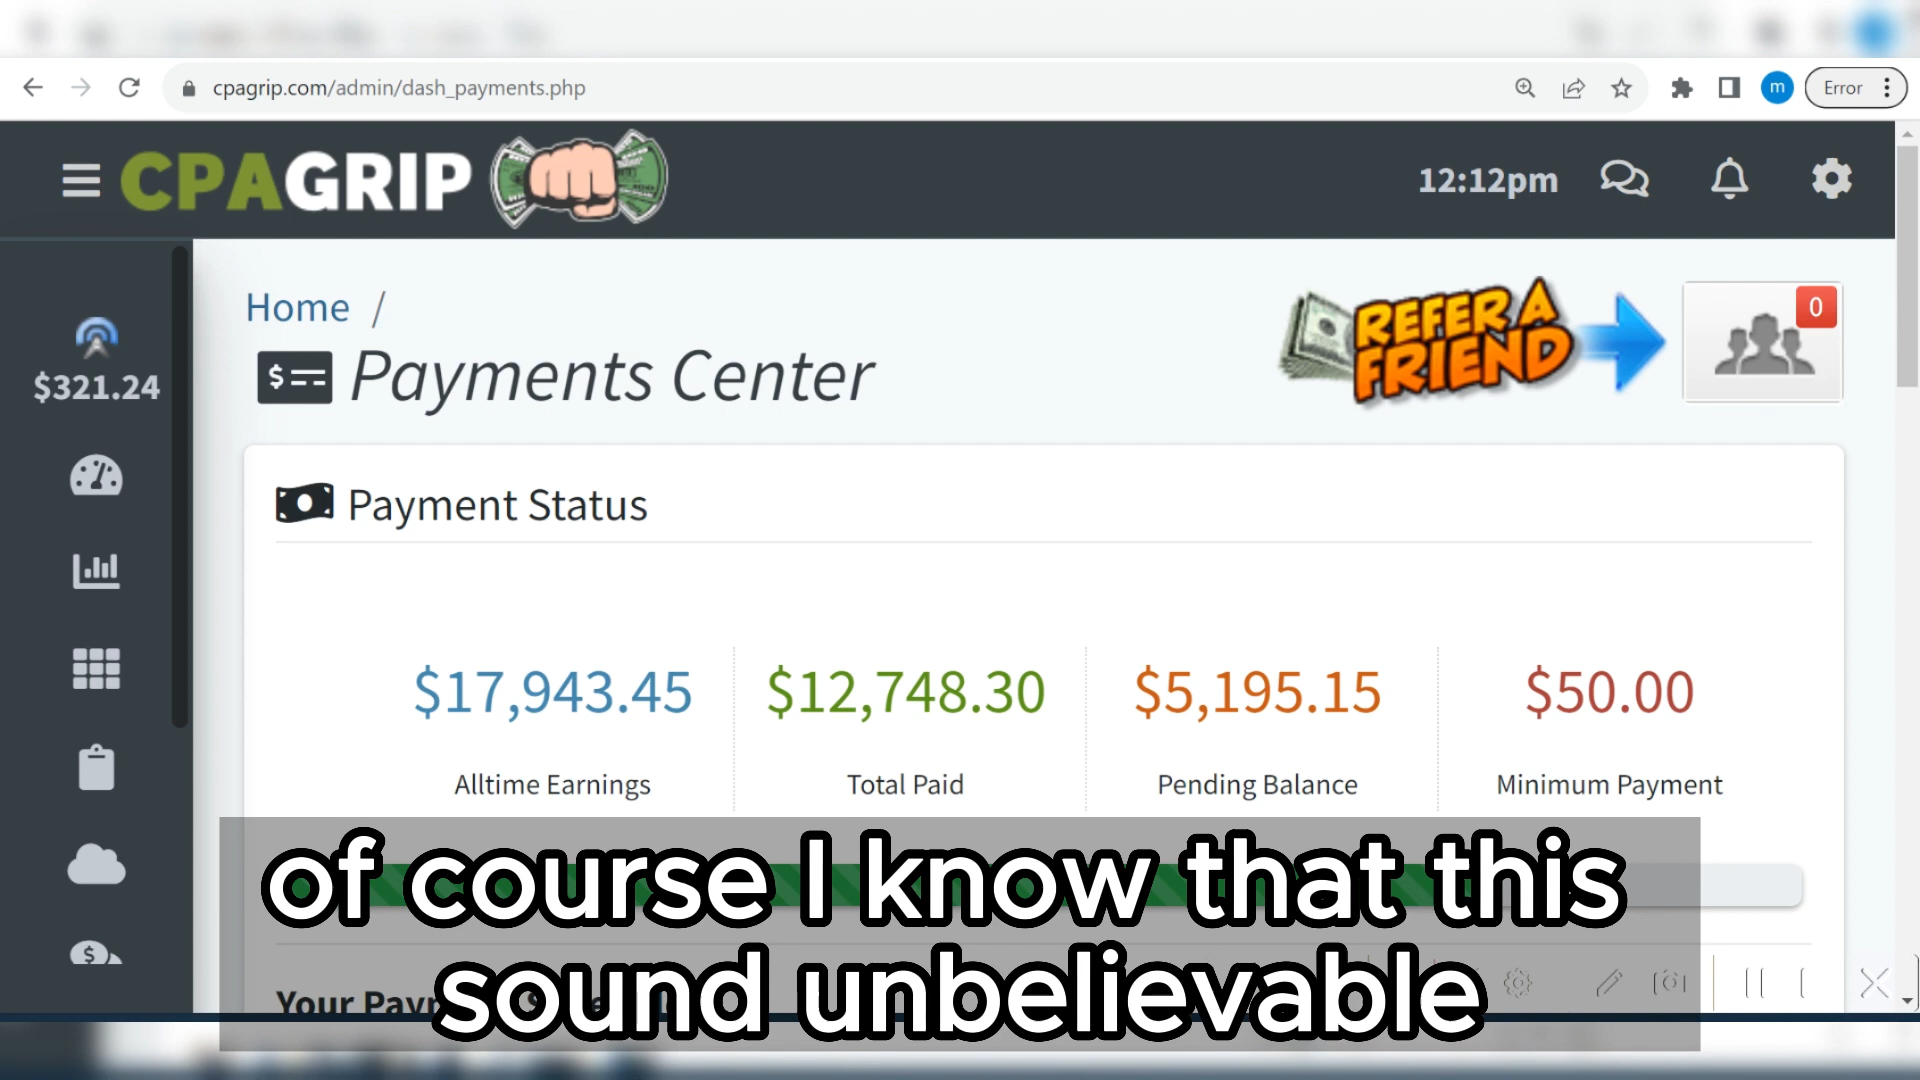 cpagrip.com/admin/dash_payments.php
m
Error
CPAGRIP
12:12pm
Home /
REFER A
FRIEND
0
$321.24
Payments Center
Payment Status
$17,943.45
$12,748.30
$5,195.15
$50.00
Alltime Earnings
Total Paid
Pending Balance
Minimum Payment
of course I know that this
sound unbelievable
Your